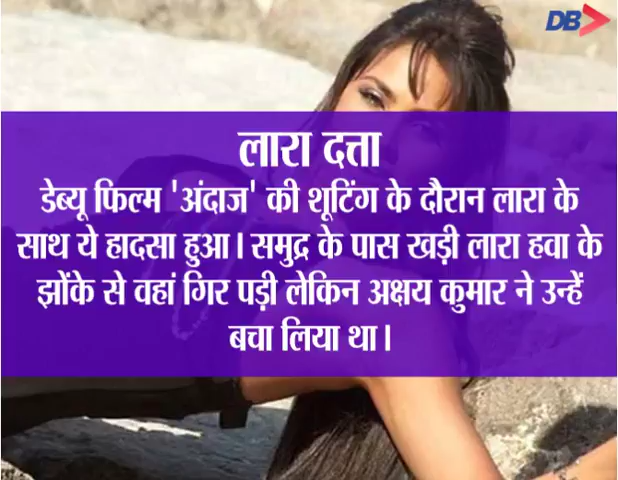 DB
लारा दत्ता
डेब्यू फिल्म 'अंदाज' की शूटिंग के दौरान लारा के
साथ ये हादसा हुआ। समुद्र के पास खड़ी लारा हवा के
झोंके से वहां गिर पड़ी लेकिन अक्षय कुमार ने उन्हें
बचा लिया था।